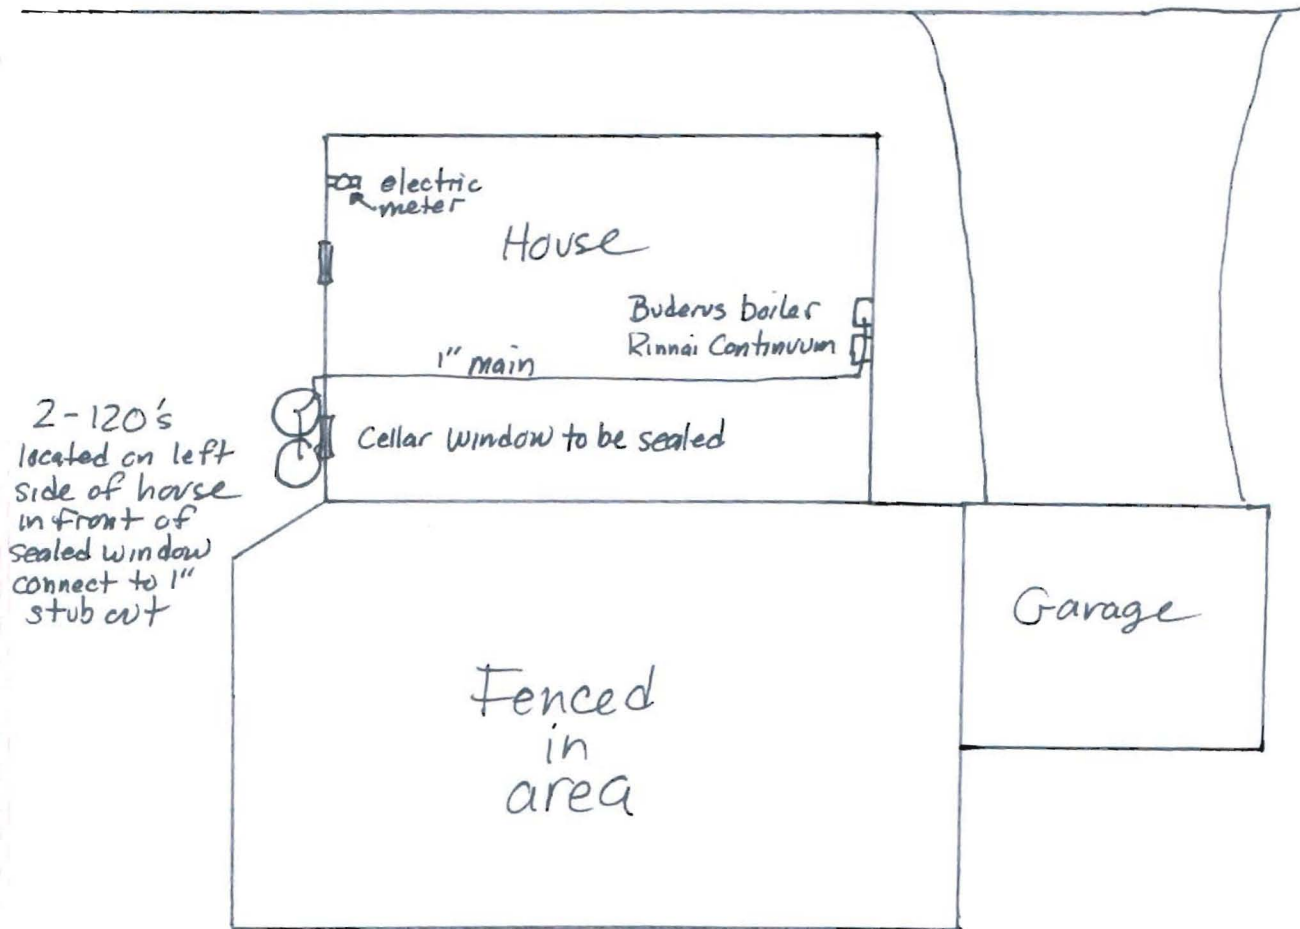 electric
meter
House
Buderus boiler
Rinnai Continuum
1" main
2-120's
located on left
side of house
in front of
sealed window
connect to 1"
stub out
Cellar window to be sealed
Garage
Fenced
in
area